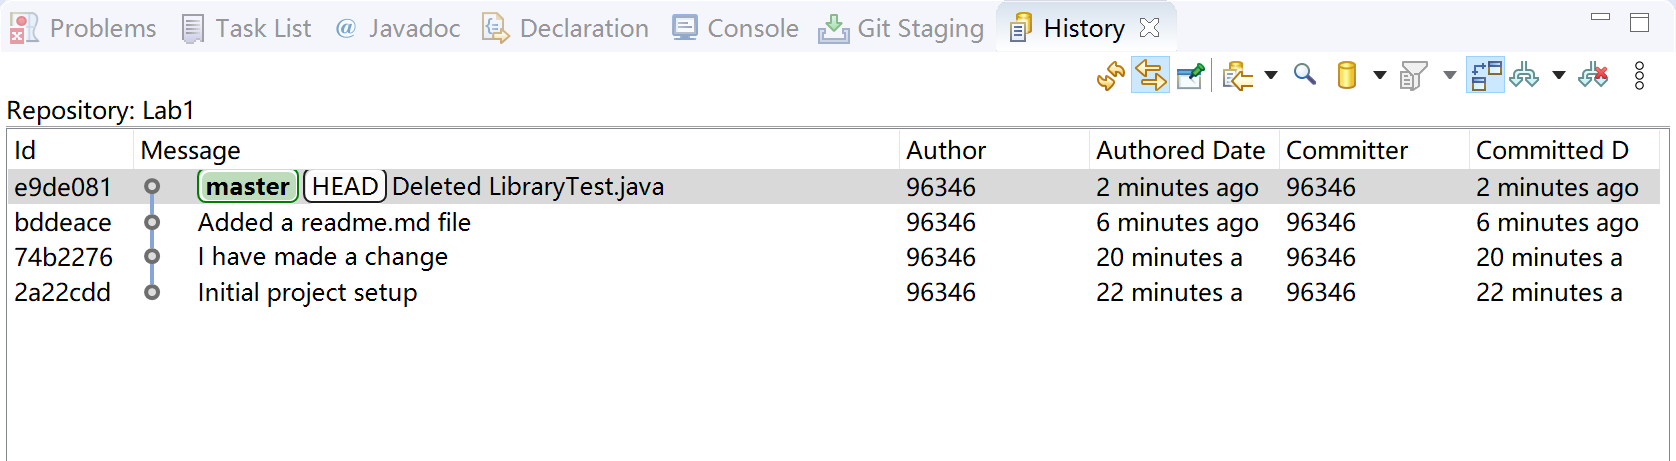 Problems Task List @ Javadoc Declaration Console Git Staging History
Repository: Lab1
Id Message Author Authored Date Committer Committed D
e9de081 master HEAD Deleted LibraryTest.java 96346 2 minutes ago 96346 2 minutes ago
bddeace Added a readme.md file 96346 6 minutes ago 96346 6 minutes ago
74b2276 I have made a change 96346 20 minutes a 96346 20 minutes a
2a22cdd Initial project setup 96346 22 minutes a 96346 22 minutes a